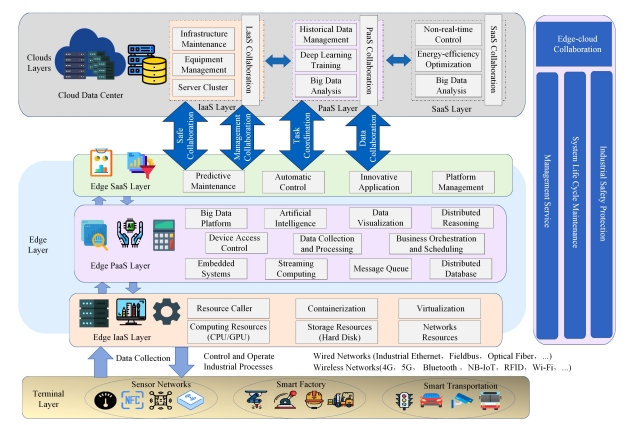 Clouds
Layers
Cloud Data Center
Infrastructure
Maintenance
Equipment
Management
Server Cluster
IaaS Layer
IaaS Collaboration
Historical Data
Management
Deep Learning
Training
Big Data
Analysis
PaaS Layer
PaaS Collaboration
Non-real-time
Control
Energy-efficiency
Optimization
Big Data
Analysis
SaaS Layer
SaaS Collaboration
Edge-cloud
Collaboration
Management Service
System Life Cycle Maintenance
Industrial Safety Protection
Safe
Collaboration
Management
Collaboration
Task
Coordination
Data
Collaboration
Edge
Layer
Edge SaaS Layer
Predictive
Maintenance
Automatic
Control
Innovative
Application
Platform
Management
Edge PaaS Layer
Big Data
Platform
Artificial
Intelligence
Data
Visualization
Distributed
Reasoning
Device Access
Control
Data Collection
and Processing
Business Orchestration
and Scheduling
Embedded
Systems
Streaming
Computing
Message Queue
Distributed
Database
Edge IaaS Layer
Resource Caller
Containerization
Virtualization
Computing Resources
(CPU/GPU)
Storage Resources
(Hard Disk)
Networks
Resources
Data Collection
Control and Operate
Industrial Processes
Wired Networks (Industrial Ethernet, Fieldbus, Optical Fiber, ...)
Wireless Networks(4G, 5G, Bluetooth , NB-IoT, RFID, Wi-Fi, ...)
Terminal
Layer
Sensor Networks
NFC
Smart Factory
Smart Transportation